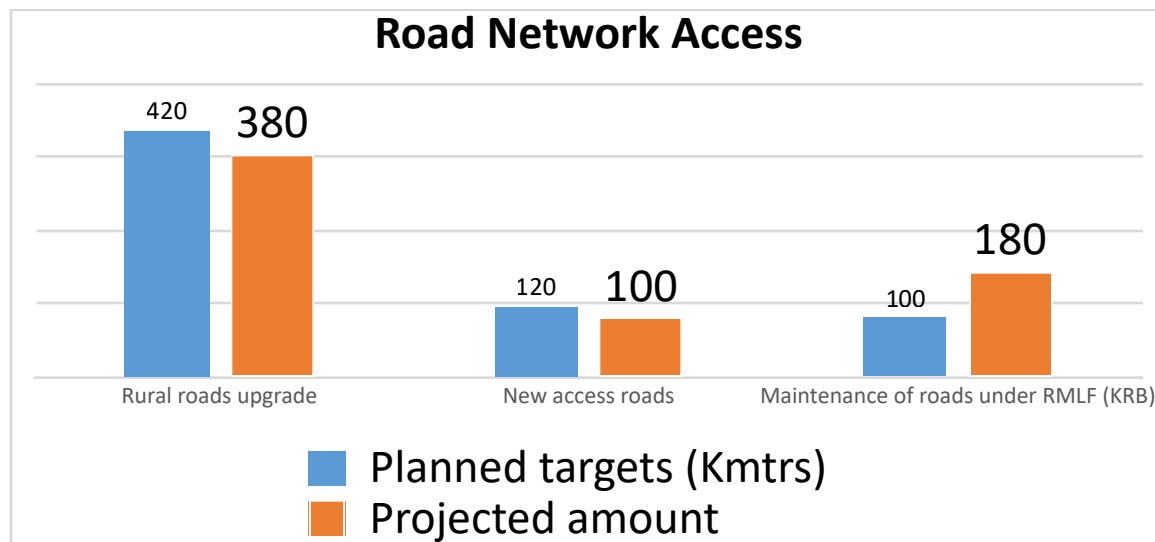 Road Network Access
420
380
120
100
100
180
Rural roads upgrade
New access roads
Maintenance of roads under RMLF (KRB)
Planned targets (Kmtrs)
Projected amount